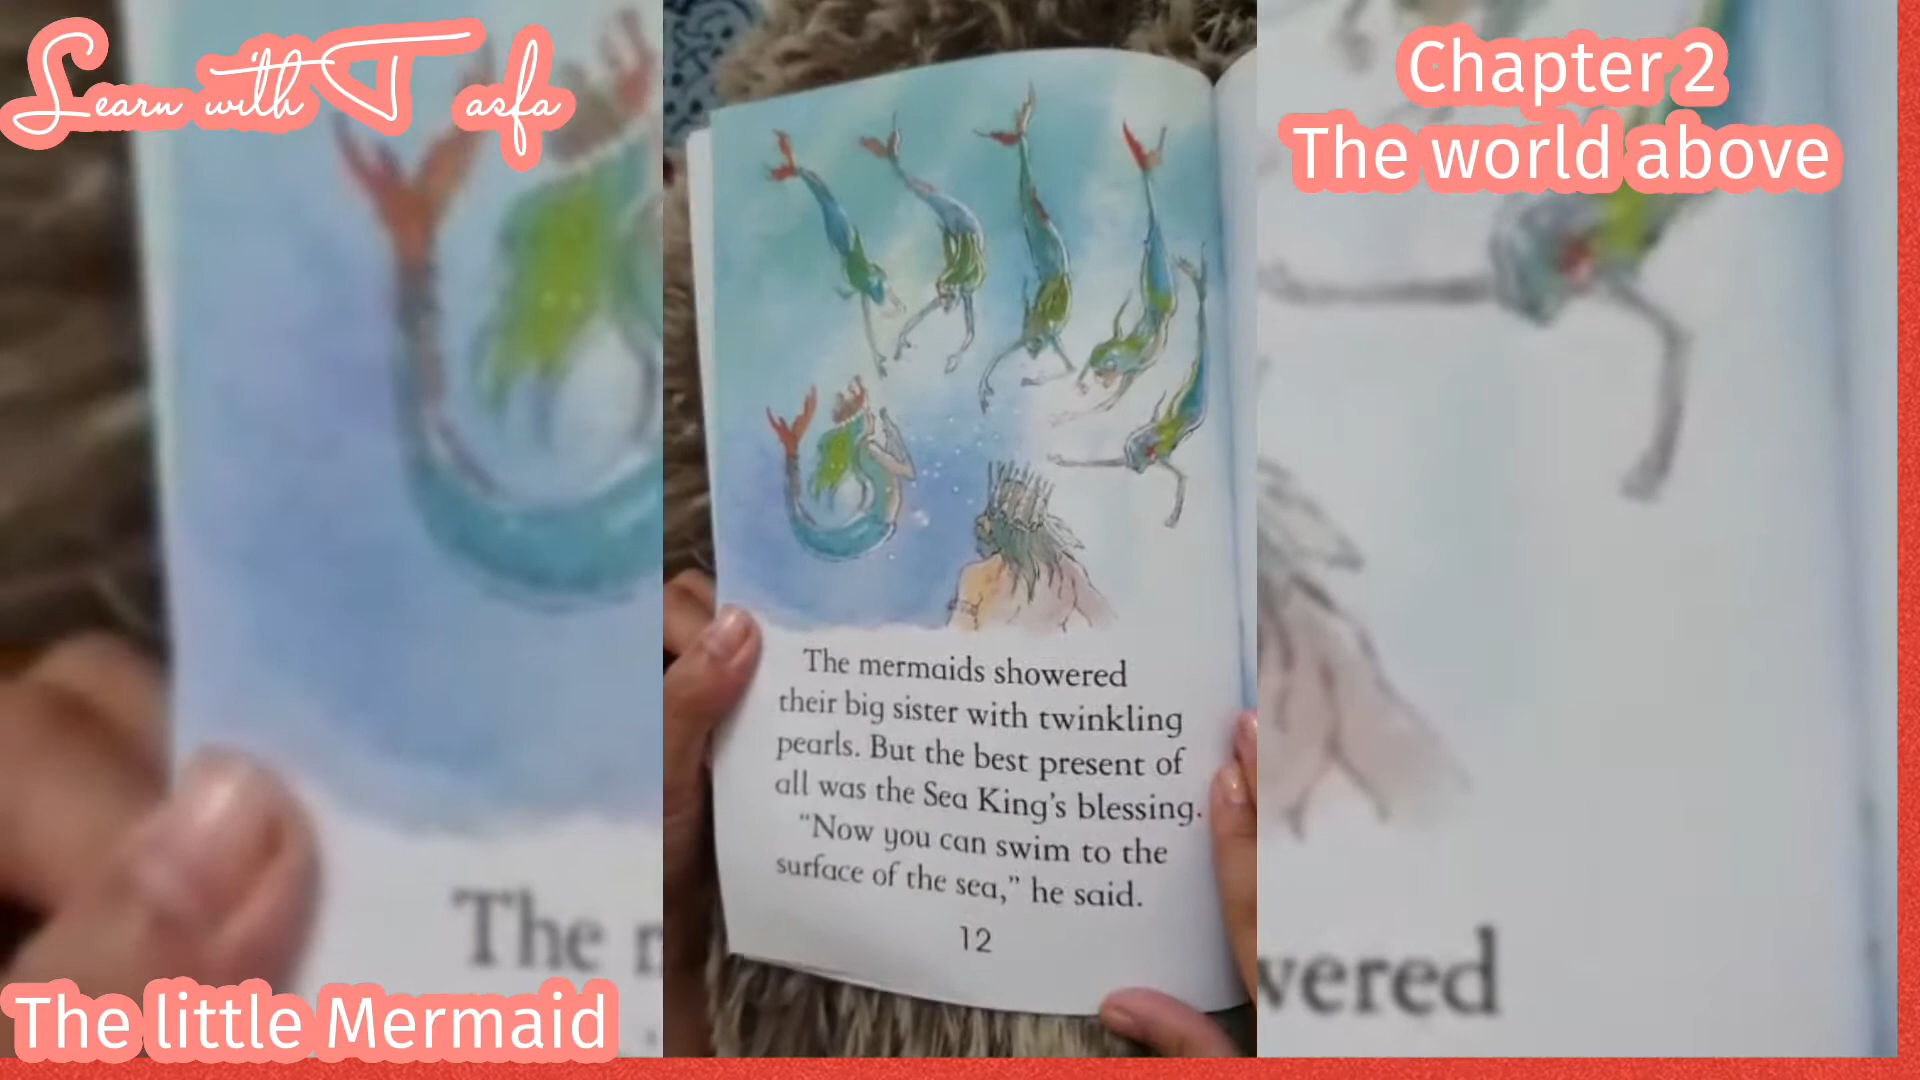 Learn with Tasfa
Chapter 2
The world above
The mermaids showered
their big sister with twinkling
pearls. But the best present of
all was the Sea King's blessing.
"Now you can swim to the
surface of the sea," he said.
12
The
wered
The little Mermaid